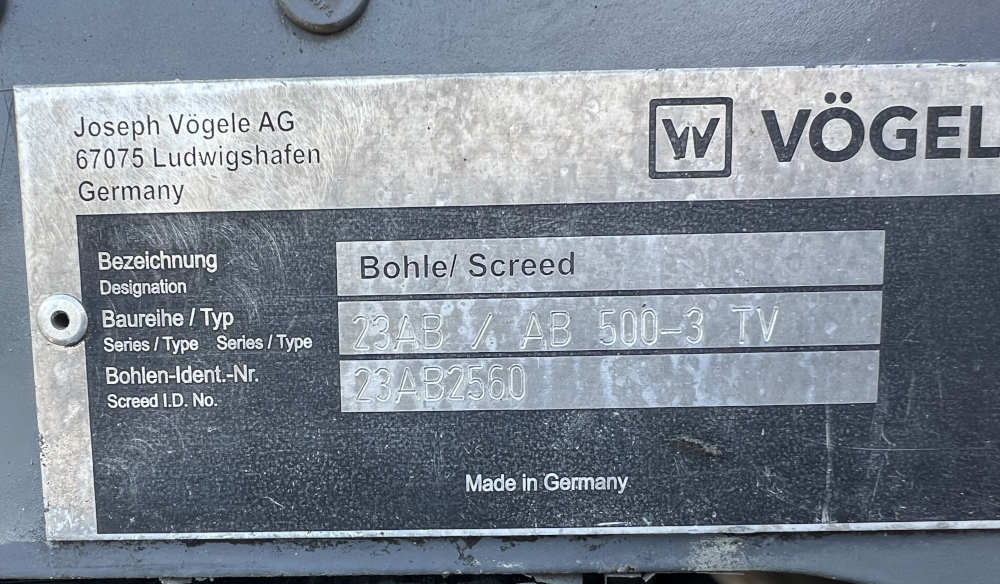 Joseph Vögele AG
67075 Ludwigshafen
Germany
VÖGEL
Bezeichnung
Designation
Bohle/ Screed
Baureihe / Typ
Series / Type Series / Type
23AB / AB 500-3 TV
Bohlen-Ident.-Nr.
Screed I.D. No.
23AB2560
Made in Germany